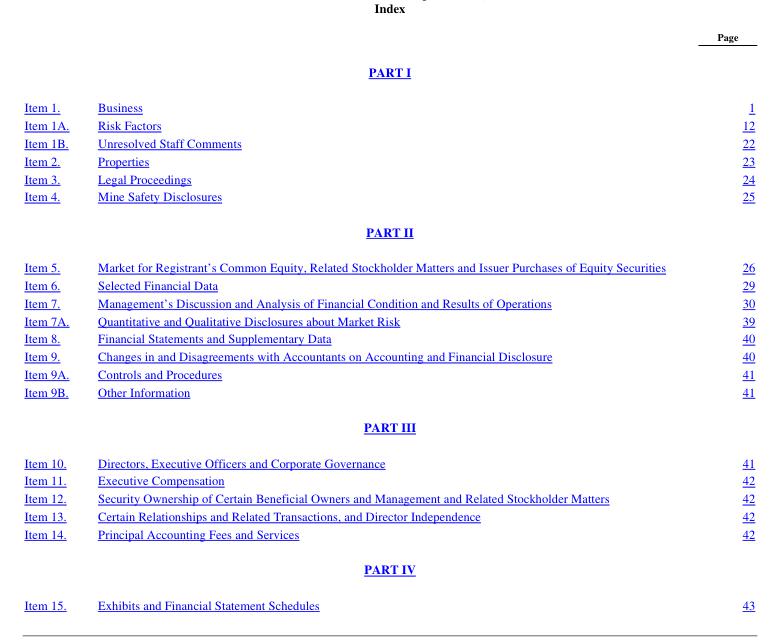 Index
Page
PART I
Item 1. Business 1
Item 1A. Risk Factors 12
Item 1B. Unresolved Staff Comments 22
Item 2. Properties 23
Item 3. Legal Proceedings 24
Item 4. Mine Safety Disclosures 25
PART II
Item 5. Market for Registrant's Common Equity, Related Stockholder Matters and Issuer Purchases of Equity Securities 26
Item 6. Selected Financial Data 29
Item 7. Management's Discussion and Analysis of Financial Condition and Results of Operations 30
Item 7A. Quantitative and Qualitative Disclosures about Market Risk 39
Item 8. Financial Statements and Supplementary Data 40
Item 9. Changes in and Disagreements with Accountants on Accounting and Financial Disclosure 40
Item 9A. Controls and Procedures 41
Item 9B. Other Information 41
PART III
Item 10. Directors, Executive Officers and Corporate Governance 41
Item 11. Executive Compensation 42
Item 12. Security Ownership of Certain Beneficial Owners and Management and Related Stockholder Matters 42
Item 13. Certain Relationships and Related Transactions, and Director Independence 42
Item 14. Principal Accounting Fees and Services 42
PART IV
Item 15. Exhibits and Financial Statement Schedules 43